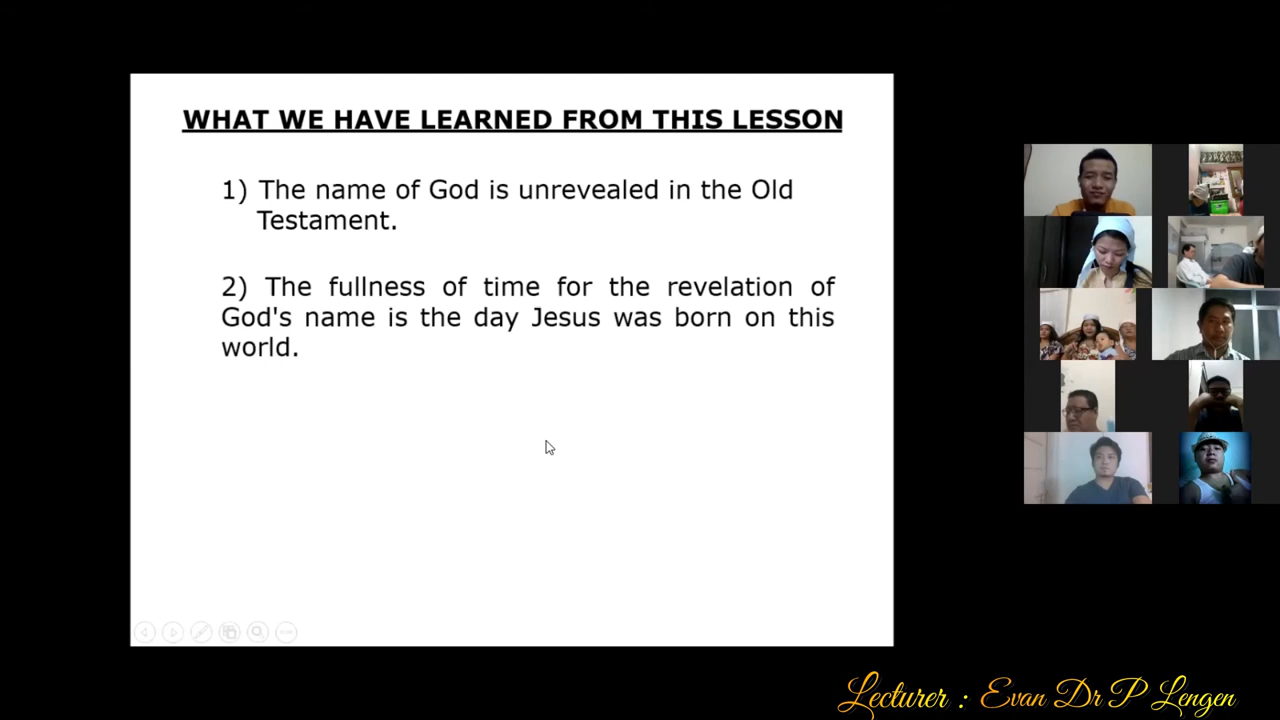 WHAT WE HAVE LEARNED FROM THIS LESSON
1) The name of God is unrevealed in the Old
Testament.
2) The fullness of time for the revelation of
God's name is the day Jesus was born on this
world.
Lecturer : Evan Dr P Lengen